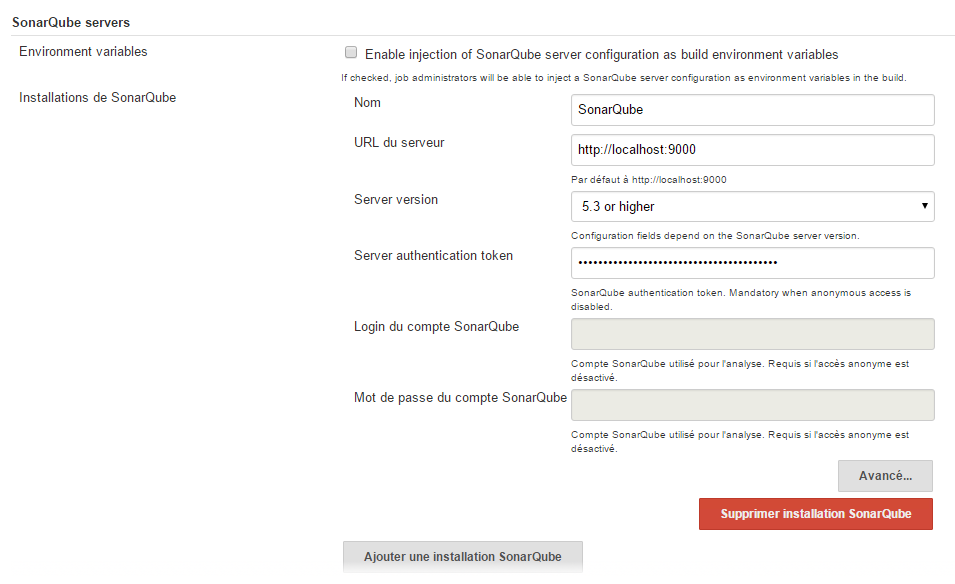 SonarQube servers
Environment variables
Enable injection of SonarQube server configuration as build environment variables
If checked, job administrators will be able to inject a SonarQube server configuration as environment variables in the build.
Installations de SonarQube
Nom
SonarQube
URL du serveur
http://localhost:9000
Par défaut à http://localhost:9000
Server version
5.3 or higher
Configuration fields depend on the SonarQube server version.
Server authentication token
••••••••••••••••••••••••••••••••••••••••
SonarQube authentication token. Mandatory when anonymous access is
disabled.
Login du compte SonarQube
Compte SonarQube utilisé pour l'analyse. Requis si l'accès anonyme est
désactivé.
Mot de passe du compte SonarQube
Compte SonarQube utilisé pour l'analyse. Requis si l'accès anonyme est
désactivé.
Avancé...
Supprimer installation SonarQube
Ajouter une installation SonarQube